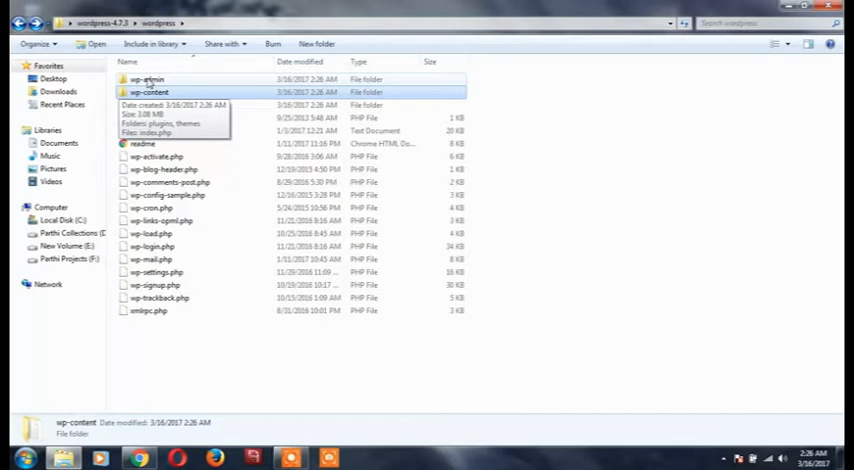 wordpress-4.7.3 ▸ wordpress ▸
Search wordpress
Organize Open Include in library Share with Burn New folder
Name Date modified Type Size
Favorites
Desktop
Downloads
Recent Places
Libraries
Documents
Music
Pictures
Videos
Computer
Local Disk (C:)
Parthi Collections (D
New Volume (E:)
Parthi Projects (F:)
Network
wp-admin 3/16/2017 2:26 AM File folder
wp-content 3/16/2017 2:26 AM File folder
3/16/2017 2:26 AM File folder
9/25/2013 5:48 AM PHP File 1 KB
1/3/2017 12:21 AM Text Document 20 KB
readme 1/11/2017 11:16 PM Chrome HTML Do... 8 KB
wp-activate.php 9/28/2016 3:06 AM PHP File 6 KB
wp-blog-header.php 12/19/2015 4:50 PM PHP File 1 KB
wp-comments-post.php 8/29/2016 5:30 PM PHP File 2 KB
wp-config-sample.php 12/16/2015 3:28 PM PHP File 3 KB
wp-cron.php 5/24/2015 10:56 PM PHP File 4 KB
wp-links-opml.php 11/21/2016 8:16 AM PHP File 3 KB
wp-load.php 10/25/2016 8:45 AM PHP File 4 KB
wp-login.php 11/21/2016 8:16 AM PHP File 34 KB
wp-mail.php 1/11/2017 10:45 AM PHP File 8 KB
wp-settings.php 11/29/2016 11:09 ... PHP File 16 KB
wp-signup.php 10/19/2016 10:17 ... PHP File 30 KB
wp-trackback.php 10/15/2016 1:09 AM PHP File 5 KB
xmlrpc.php 8/31/2016 10:01 PM PHP File 3 KB
Date created: 3/16/2017 2:26 AM
Size: 3.08 MB
Folders: plugins, themes
Files: index.php
wp-content Date modified: 3/16/2017 2:26 AM
File folder
2:26 AM
3/16/2017